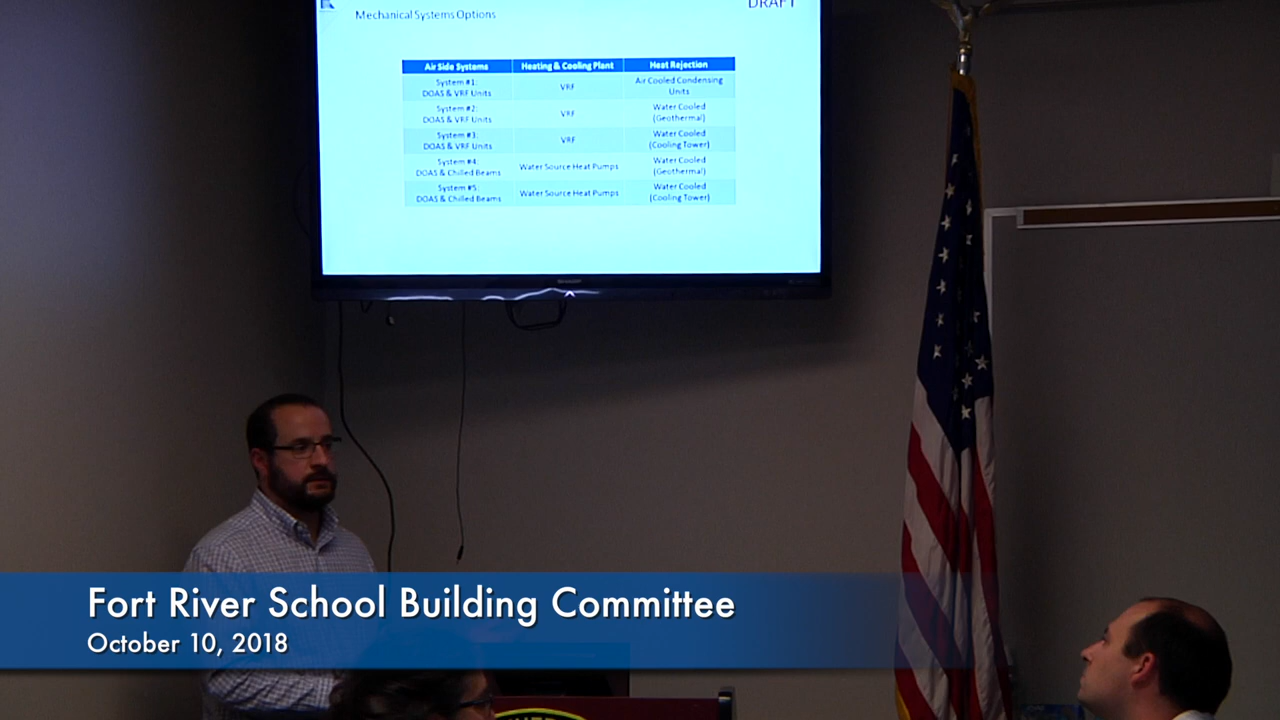 Mechanical Systems Options
DRAFT
Air Side Systems Heating & Cooling Plant Heat Rejection
System #1:
DOAS & VRF Units
VRF
Air Cooled Condensing
Units
System #2:
DOAS & VRF Units
VRF
Water Cooled
(Geothermal)
System #3:
DOAS & VRF Units
VRF
Water Cooled
(Cooling Tower)
System #4:
DOAS & Chilled Beams
Water Source Heat Pumps
Water Cooled
(Geothermal)
System #5:
DOAS & Chilled Beams
Water Source Heat Pumps
Water Cooled
(Cooling Tower)
SHARP
Fort River School Building Committee
October 10, 2018